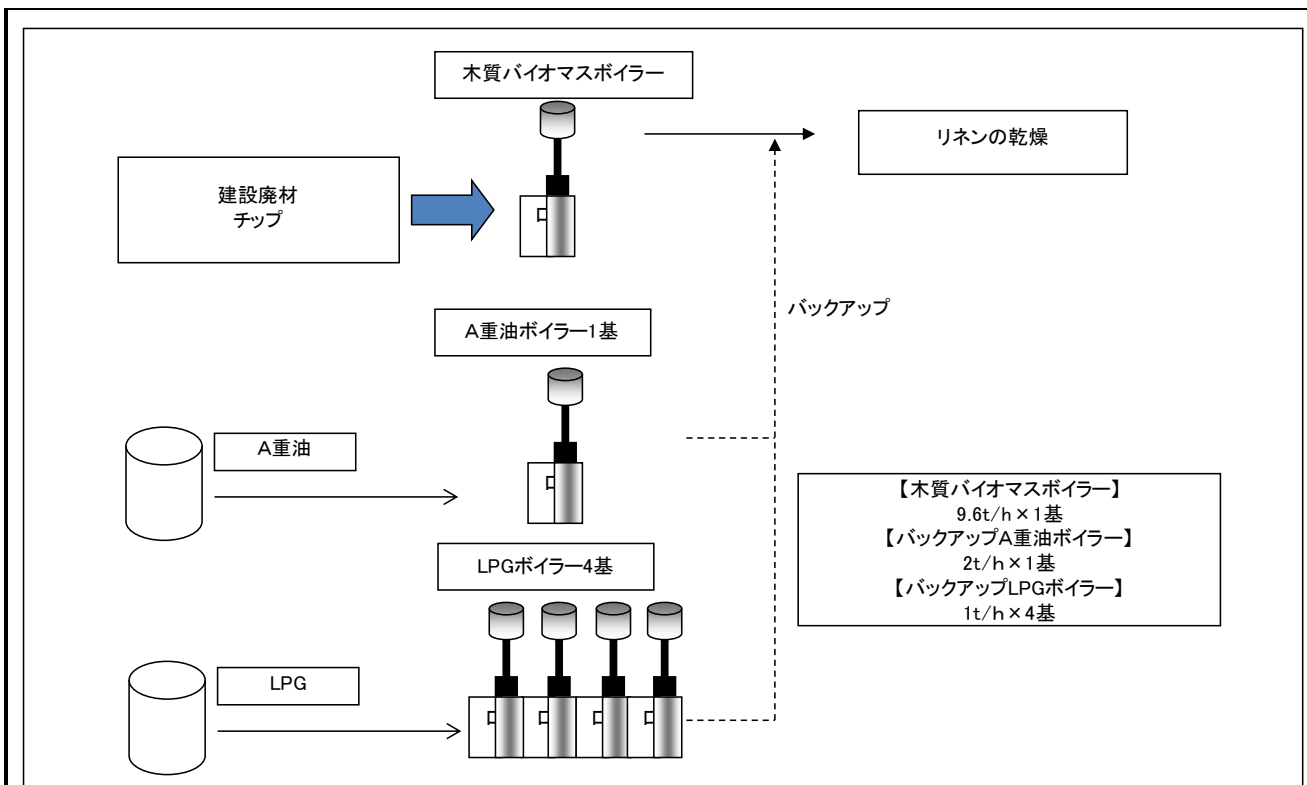 木質バイオマスボイラー
リネンの乾燥
建設廃材
チップ
バックアップ
A重油ボイラー1基
A重油
LPGボイラー4基
LPG
【木質バイオマスボイラー】
9.6t/h×1基
【バックアップA重油ボイラー】
2t/h×1基
【バックアップLPGボイラー】
1t/h×4基